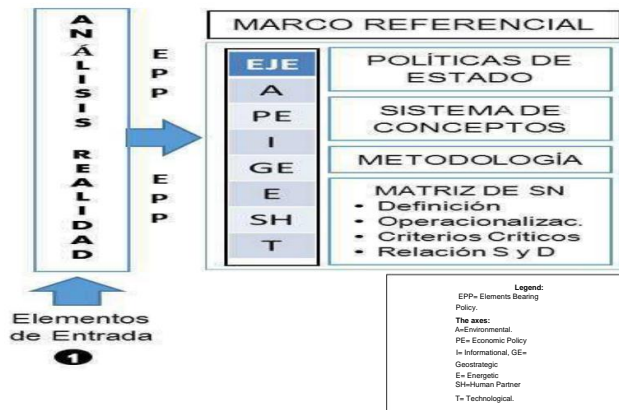 ANÁLISIS REALIDAD
EPP
EPP
Elementos
de Entrada
1
MARCO REFERENCIAL
EJE
A
PE
I
GE
E
SH
T
POLÍTICAS DE
ESTADO
SISTEMA DE
CONCEPTOS
METODOLOGÍA
MATRIZ DE SN
• Definición
• Operacionalizac.
• Criterios Críticos
• Relación S y D
Legend:
EPP= Elements Bearing
Policy.
The axes:
A=Environmental.
PE= Economic Policy
I= Informational, GE=
Geostrategic
E= Energetic
SH=Human Partner
T= Technological.